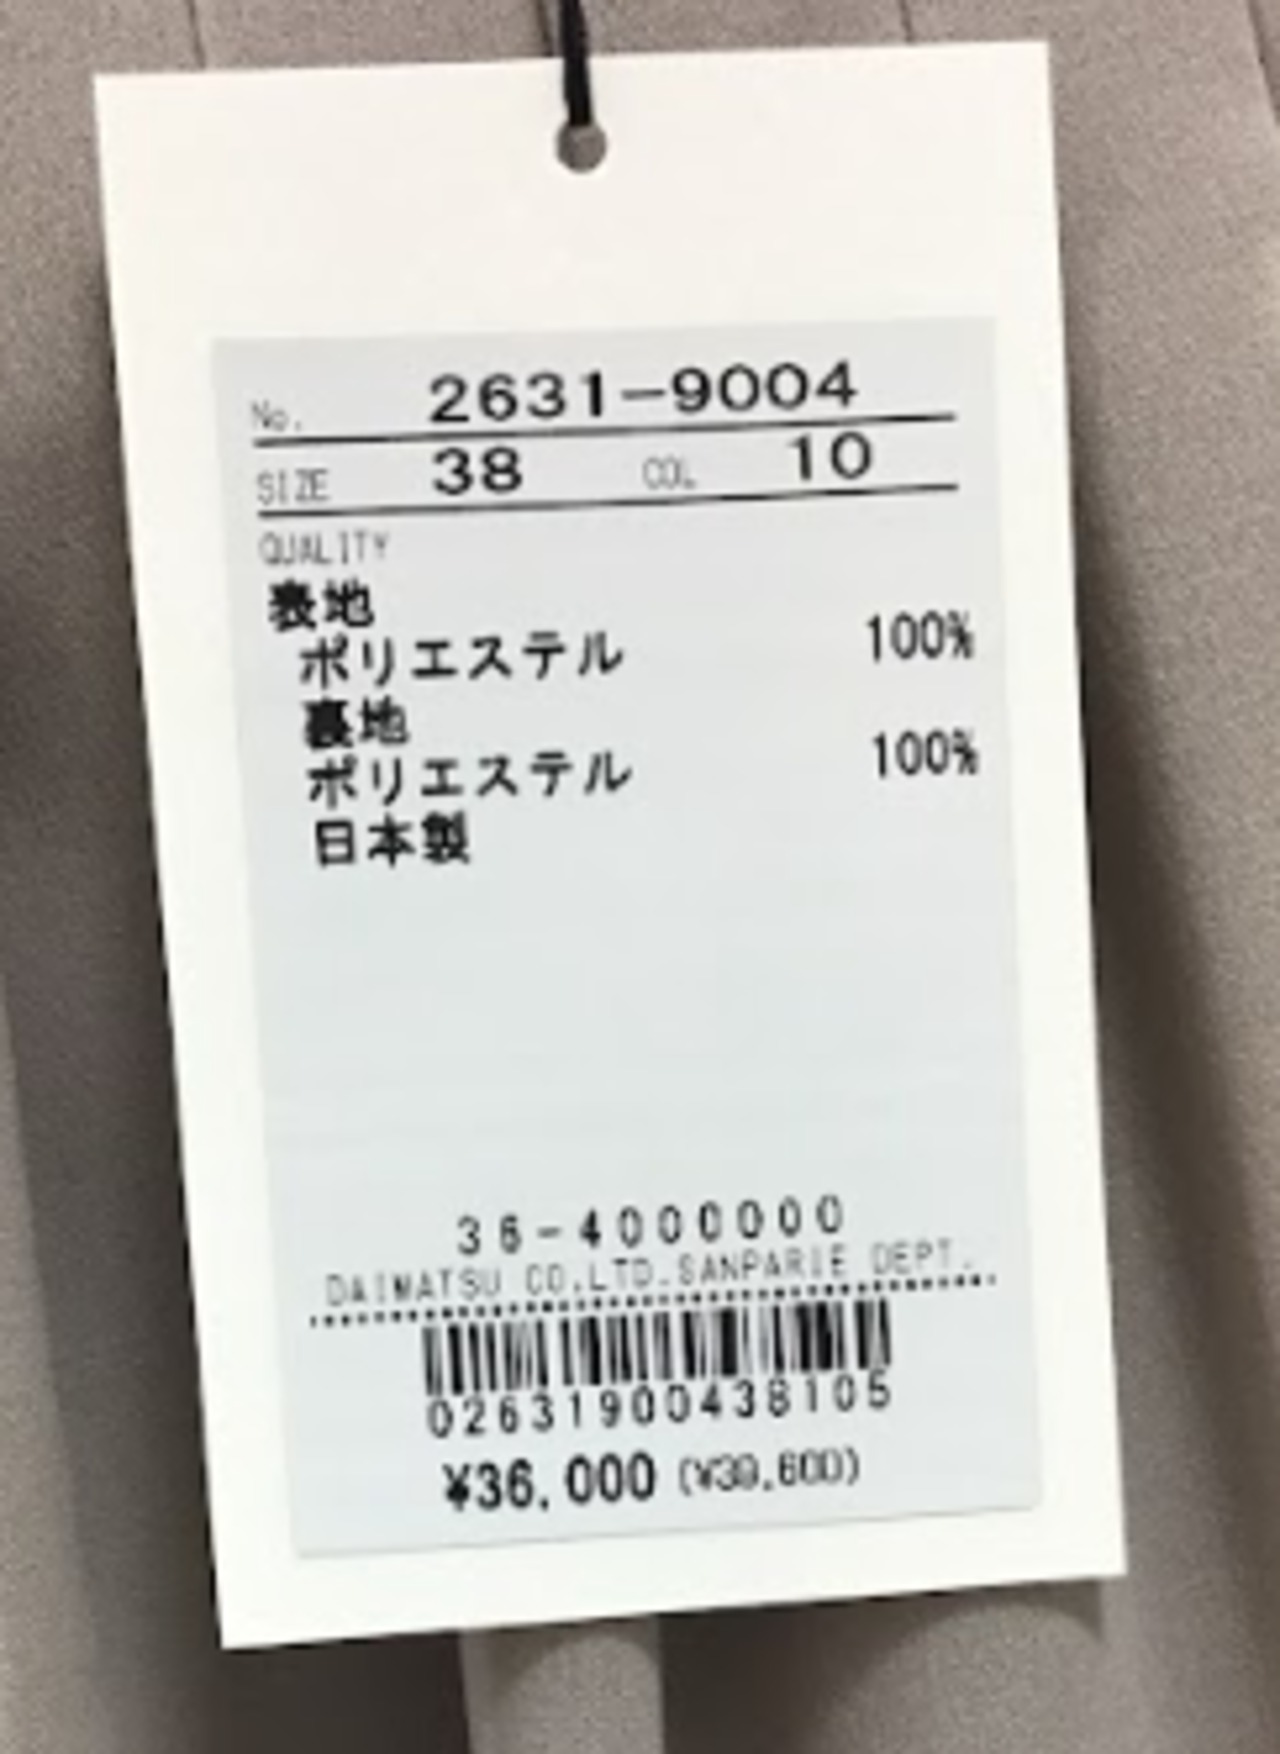 No. 2631-9004
SIZE 38 COL 10
QUALITY
表地
ポリエステル 100%
裏地
ポリエステル 100%
日本製
36-4000000
DAIMATSU CO.LTD.SANPARIE DEPT.
02631900438105
¥36,000 (¥39,600)